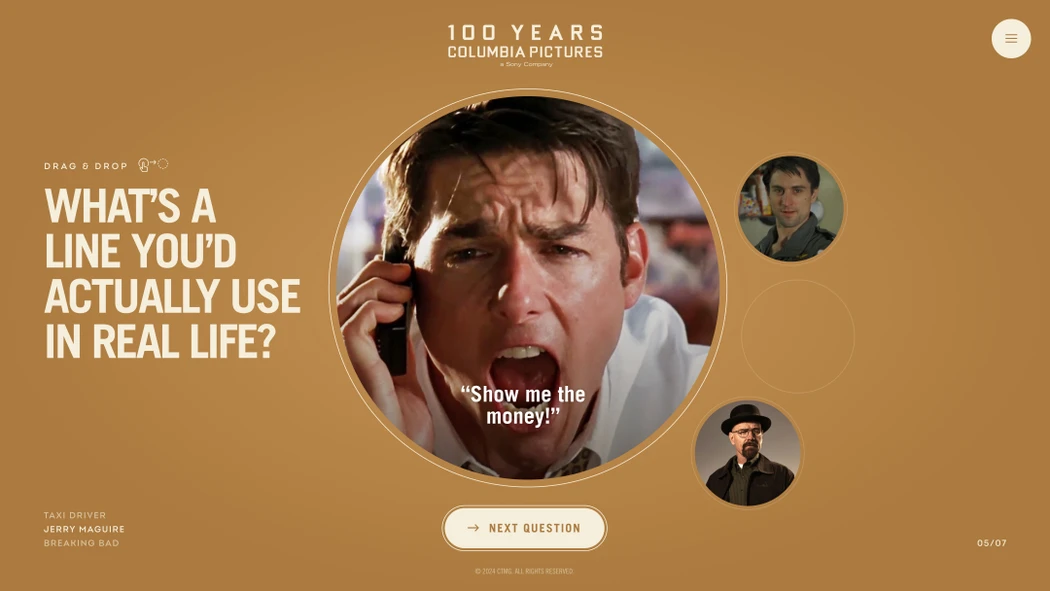 100 YEARS
COLUMBIA PICTURES
a Sony Company
DRAG & DROP
WHAT'S A
LINE YOU'D
ACTUALLY USE
IN REAL LIFE?
“Show me the
money!”
TAXI DRIVER
JERRY MAGUIRE
BREAKING BAD
→ NEXT QUESTION
05/07
© 2024 CTMG. ALL RIGHTS RESERVED.